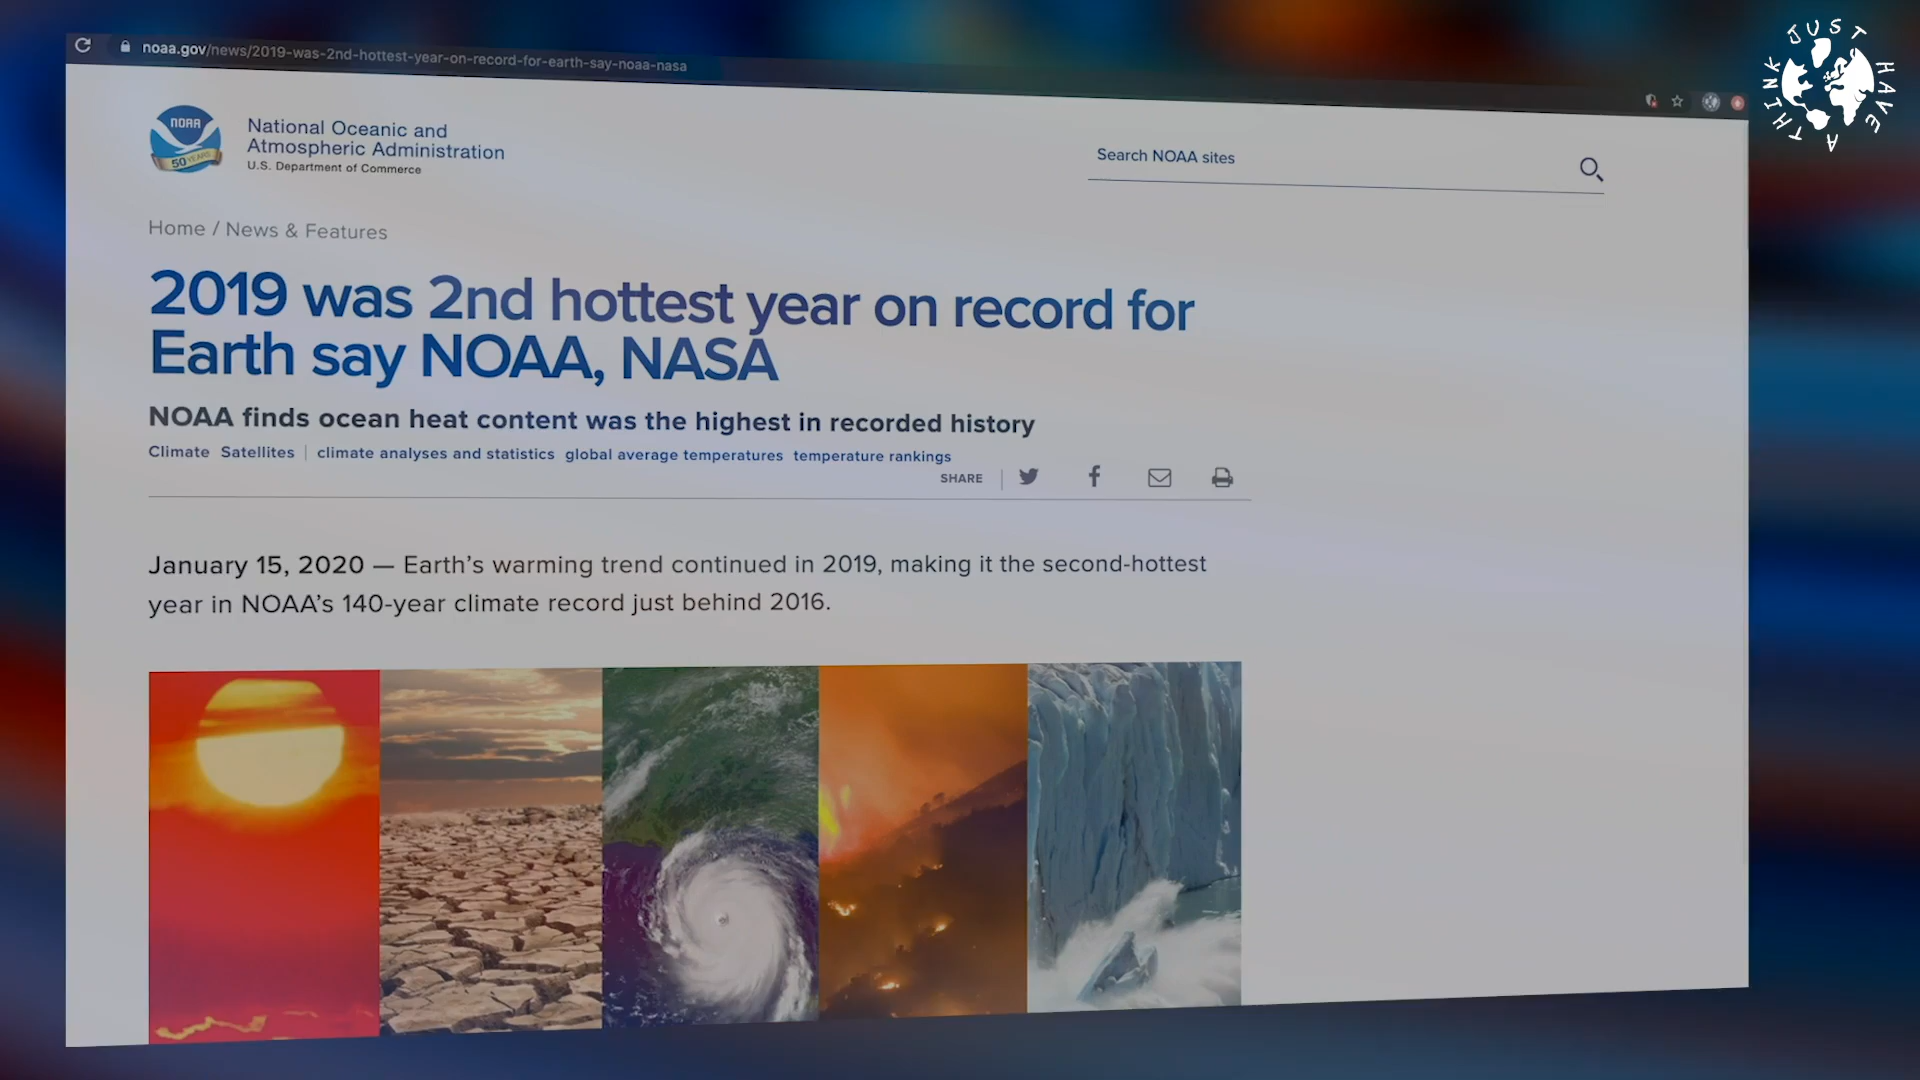 noaa.gov/news/2019-was-2nd-hottest-year-on-record-for-earth-say-noaa-nasa
JUST HAVE A THINK
NOAA
50 YEARS
National Oceanic and
Atmospheric Administration
U.S. Department of Commerce
Search NOAA sites
Home / News & Features
2019 was 2nd hottest year on record for
Earth say NOAA, NASA
NOAA finds ocean heat content was the highest in recorded history
Climate Satellites | climate analyses and statistics global average temperatures temperature rankings
SHARE
January 15, 2020 — Earth's warming trend continued in 2019, making it the second-hottest
year in NOAA's 140-year climate record just behind 2016.